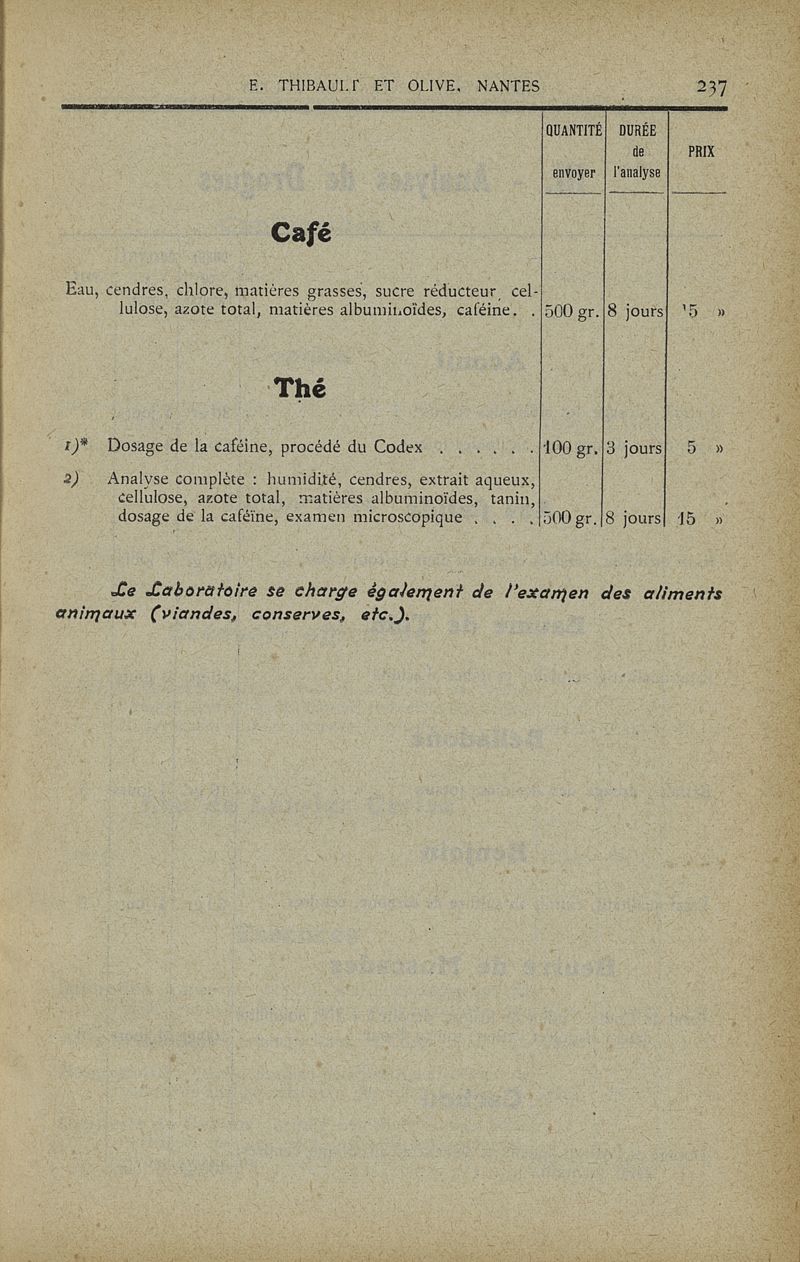 E. THIBAULT ET OLIVE, NANTES 237
QUANTITÉ DURÉE
de PRIX
envoyer l'analyse
Café
Eau, cendres, chlore, matières grasses, sucre réducteur, cel-
lulose, azote total, matières albuminoïdes, caféine. . 500 gr. 8 jours 15 »
Thé
1)* Dosage de la caféine, procédé du Codex . . . . . . 100 gr. 3 jours 5 »
2) Analyse complète : humidité, cendres, extrait aqueux,
cellulose, azote total, matières albuminoïdes, tanin,
dosage de la caféïne, examen microscopique . . . . 500 gr. 8 jours 15 »
Le Laboratoire se charge également de l'examen des aliments
animaux (viandes, conserves, etc.).